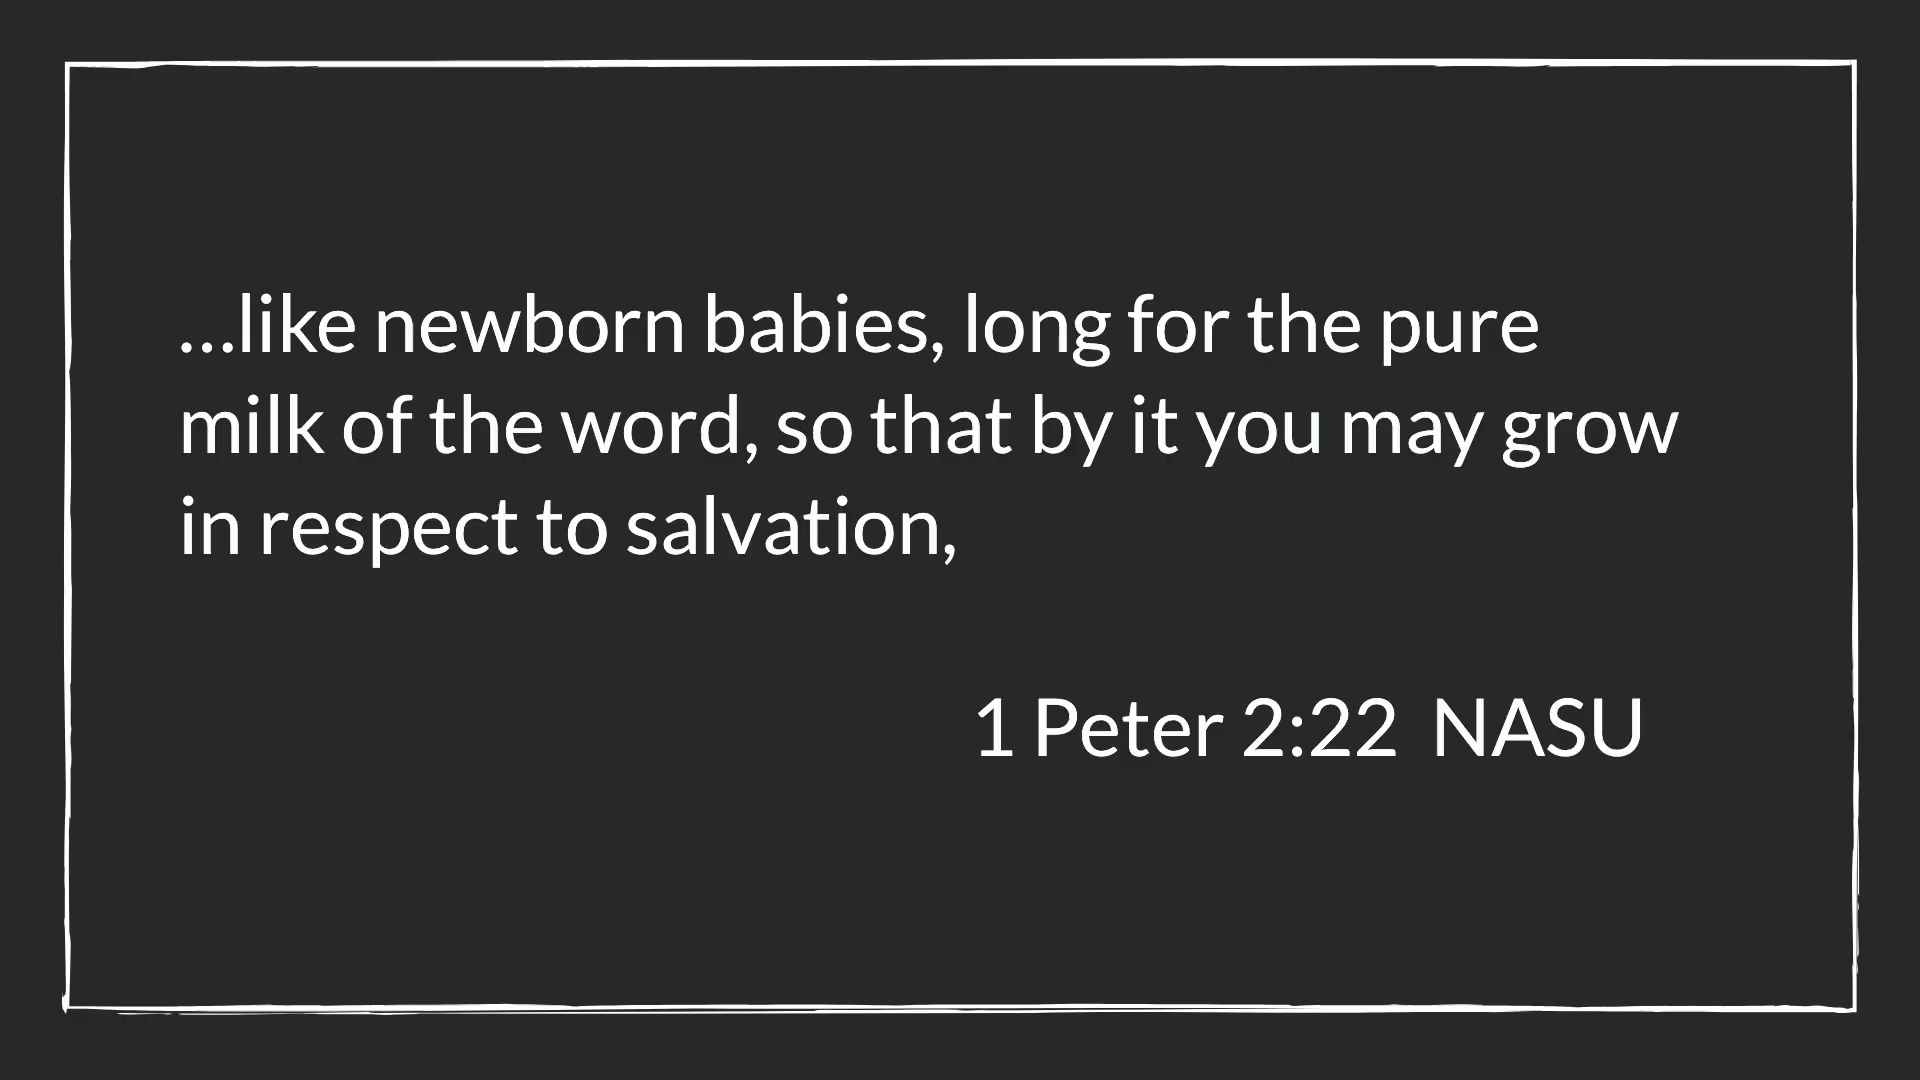 …like newborn babies, long for the pure
milk of the word, so that by it you may grow
in respect to salvation,
1 Peter 2:22  NASU